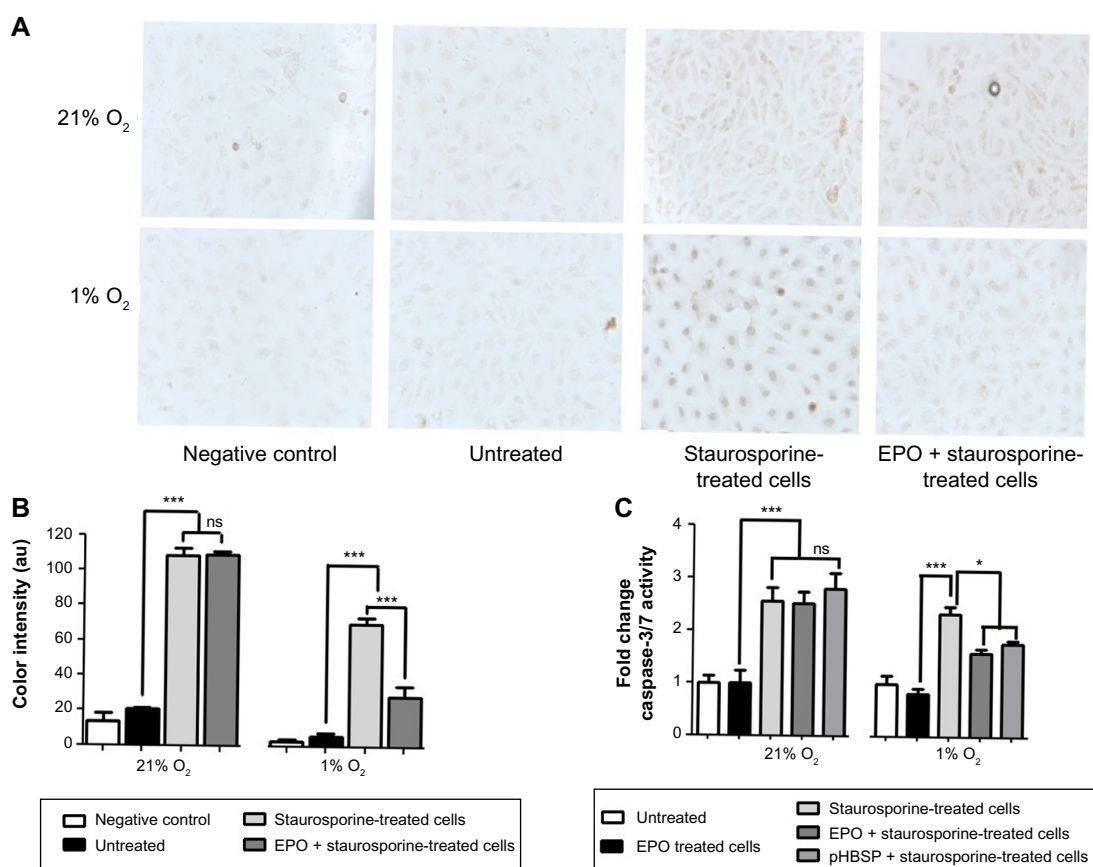 A
21% O2
1% O2
Negative control
Untreated
Staurosporine-
treated cells
EPO + staurosporine-
treated cells
B
Color intensity (au)
120
100
80
60
40
20
0
***
ns
***
***
21% O2
1% O2
Negative control
Untreated
Staurosporine-treated cells
EPO + staurosporine-treated cells
C
Fold change
caspase-3/7 activity
4
3
2
1
0
***
ns
***
*
21% O2
1% O2
Untreated
EPO treated cells
Staurosporine-treated cells
EPO + staurosporine-treated cells
pHBSP + staurosporine-treated cells